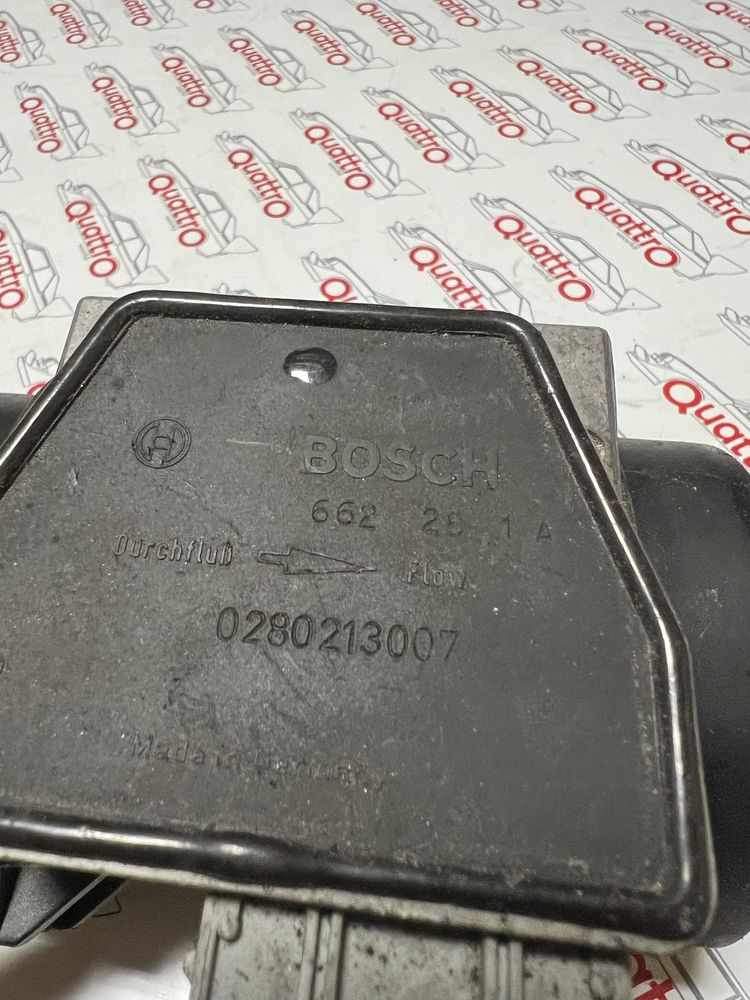 BOSCH
662 28 1 A
Durchfluß Flow
0280213007
Made in Germany
Quattro